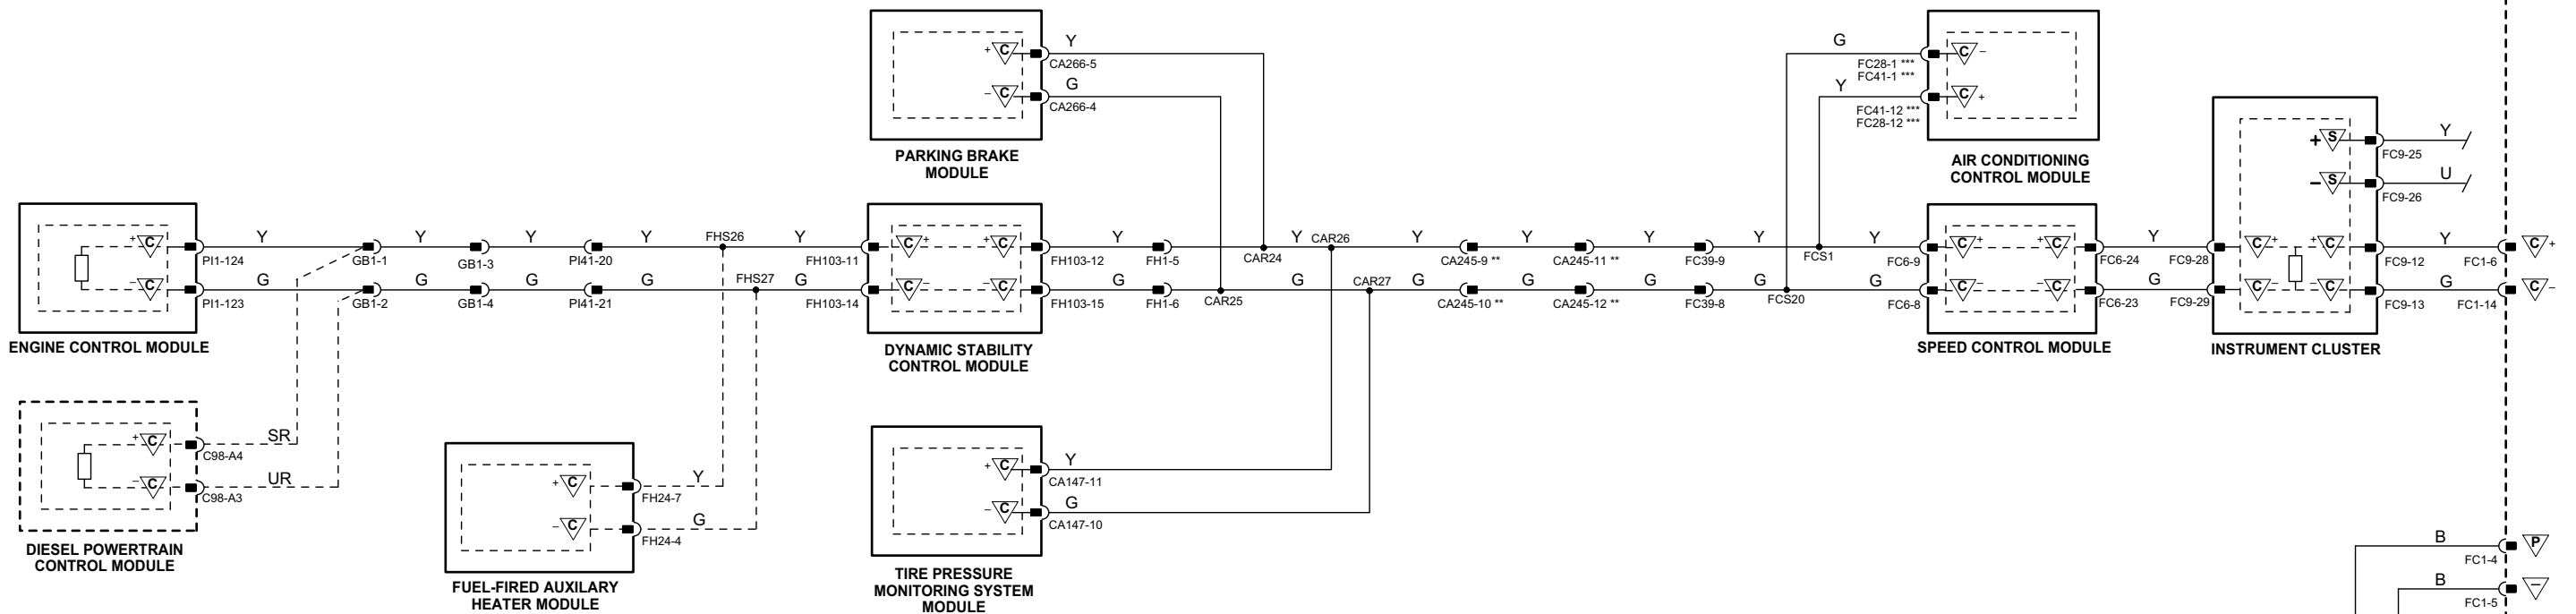 Y
CA266-5
G
CA266-4
+ C
− C
PARKING BRAKE
MODULE
G
FC28-1 ***
FC41-1 ***
Y
FC41-12 ***
FC28-12 ***
C −
C +
AIR CONDITIONING
CONTROL MODULE
+ S
Y
FC9-25
− S
U
FC9-26
+ C
Y
Y
Y
Y
FHS26
Y
C +
+ C
Y
Y CAR26
Y
Y
Y
Y
Y
C +
+ C
Y
C +
+ C
Y
C +
PI1-124
GB1-1
GB1-3
PI41-20
FH103-11
FH103-12
FH1-5
CAR24
CA245-9 **
CA245-11 **
FC39-9
FCS1
FC6-9
FC6-24
FC9-28
FC9-12
FC1-6
− C
G
G
G
G
FHS27
G
C −
− C
G
G
CAR27
G
G
G
G
C −
− C
G
C −
− C
G
C −
PI1-123
GB1-2
GB1-4
PI41-21
FH103-14
FH103-15
FH1-6
CAR25
CA245-10 **
CA245-12 **
FC39-8
FCS20
FC6-8
FC6-23
FC9-29
FC9-13
FC1-14
ENGINE CONTROL MODULE
DYNAMIC STABILITY
CONTROL MODULE
SPEED CONTROL MODULE
INSTRUMENT CLUSTER
+ C
SR
C98-A4
− C
UR
C98-A3
DIESEL POWERTRAIN
CONTROL MODULE
+ C
Y
FH24-7
− C
G
FH24-4
FUEL-FIRED AUXILARY
HEATER MODULE
+ C
Y
CA147-11
− C
G
CA147-10
TIRE PRESSURE
MONITORING SYSTEM
MODULE
B
FC1-4
P
B
FC1-5
−